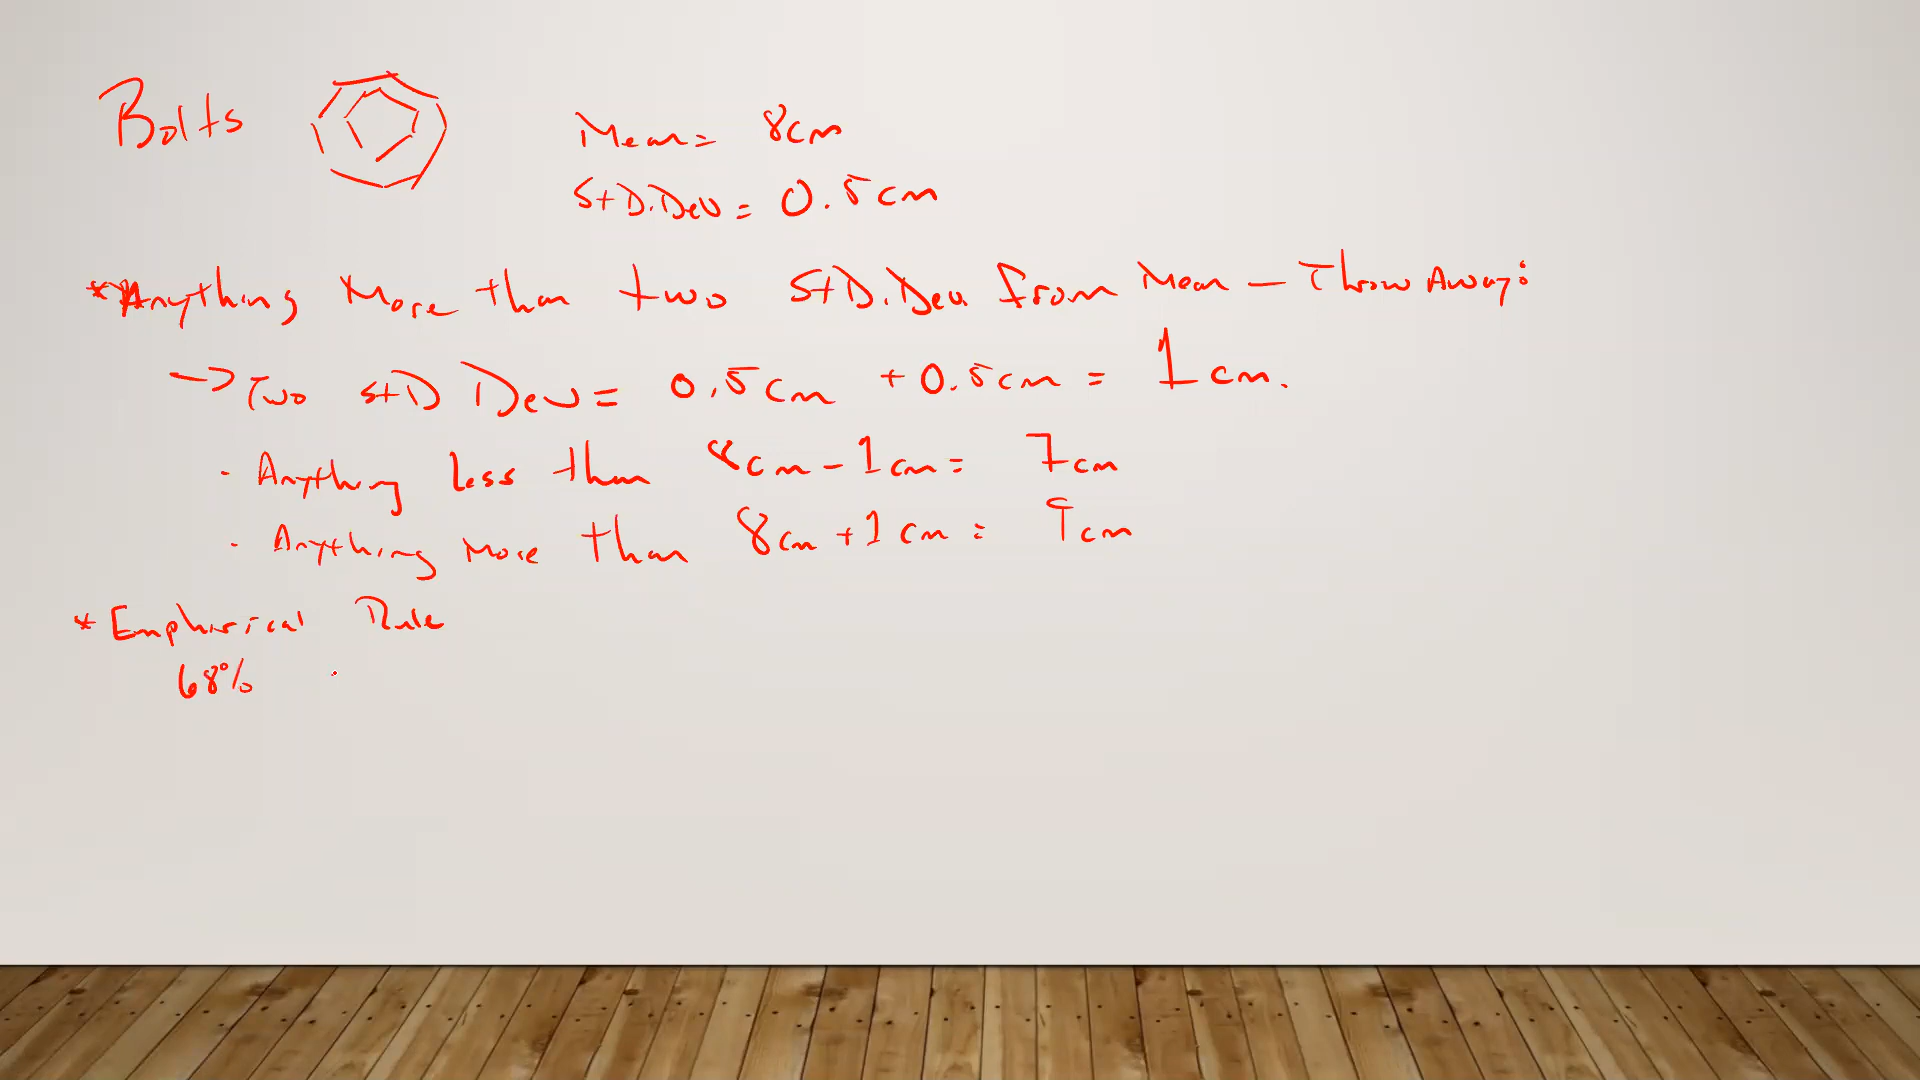 Bolts
Mean = 8cm
StD.Dev = 0.5cm
*Anything More than two StD.Dev. from Mean — Throw Away:
→ Two StD Dev = 0.5cm + 0.5cm = 1cm.
· Anything Less than 8cm - 1cm = 7cm
· Anything More than 8cm + 1cm = 9cm
* Emphirical Rule
68%